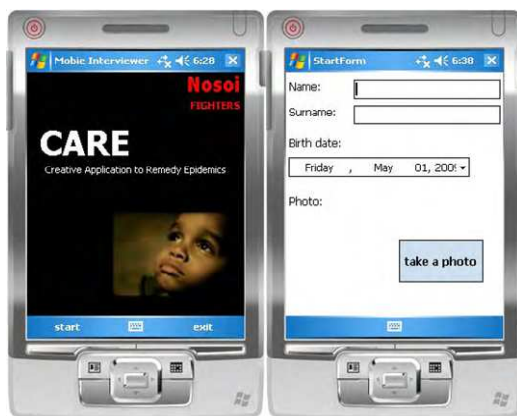 Mobie Interviewer 6:28
Nosoi
FIGHTERS
CARE
Creative Application to Remedy Epidemics
start exit
StartForm 6:38
Name:
Surname:
Birth date:
Friday , May 01, 2009
Photo:
take a photo